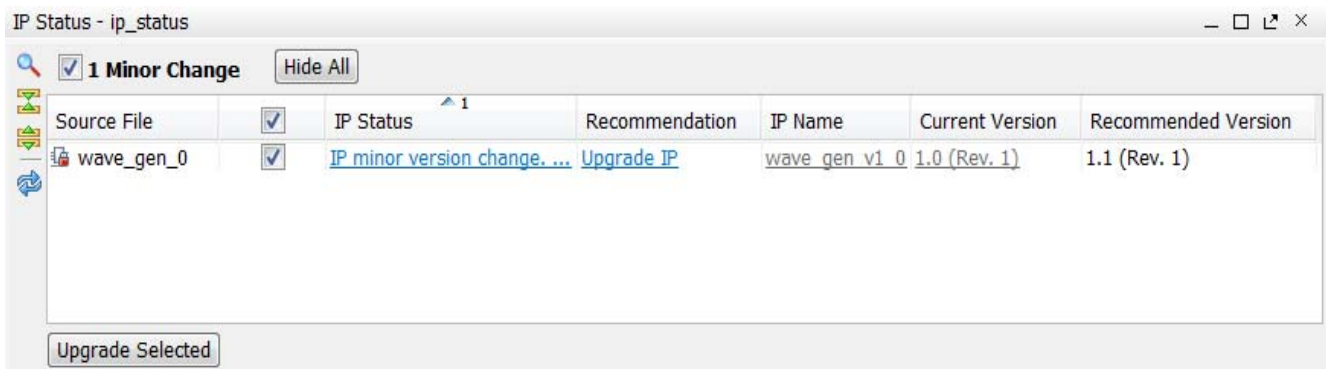 IP Status - ip_status
1 Minor Change Hide All
Source File IP Status 1 Recommendation IP Name Current Version Recommended Version
wave_gen_0 IP minor version change. ... Upgrade IP wave_gen_v1_0 1.0 (Rev. 1) 1.1 (Rev. 1)
Upgrade Selected